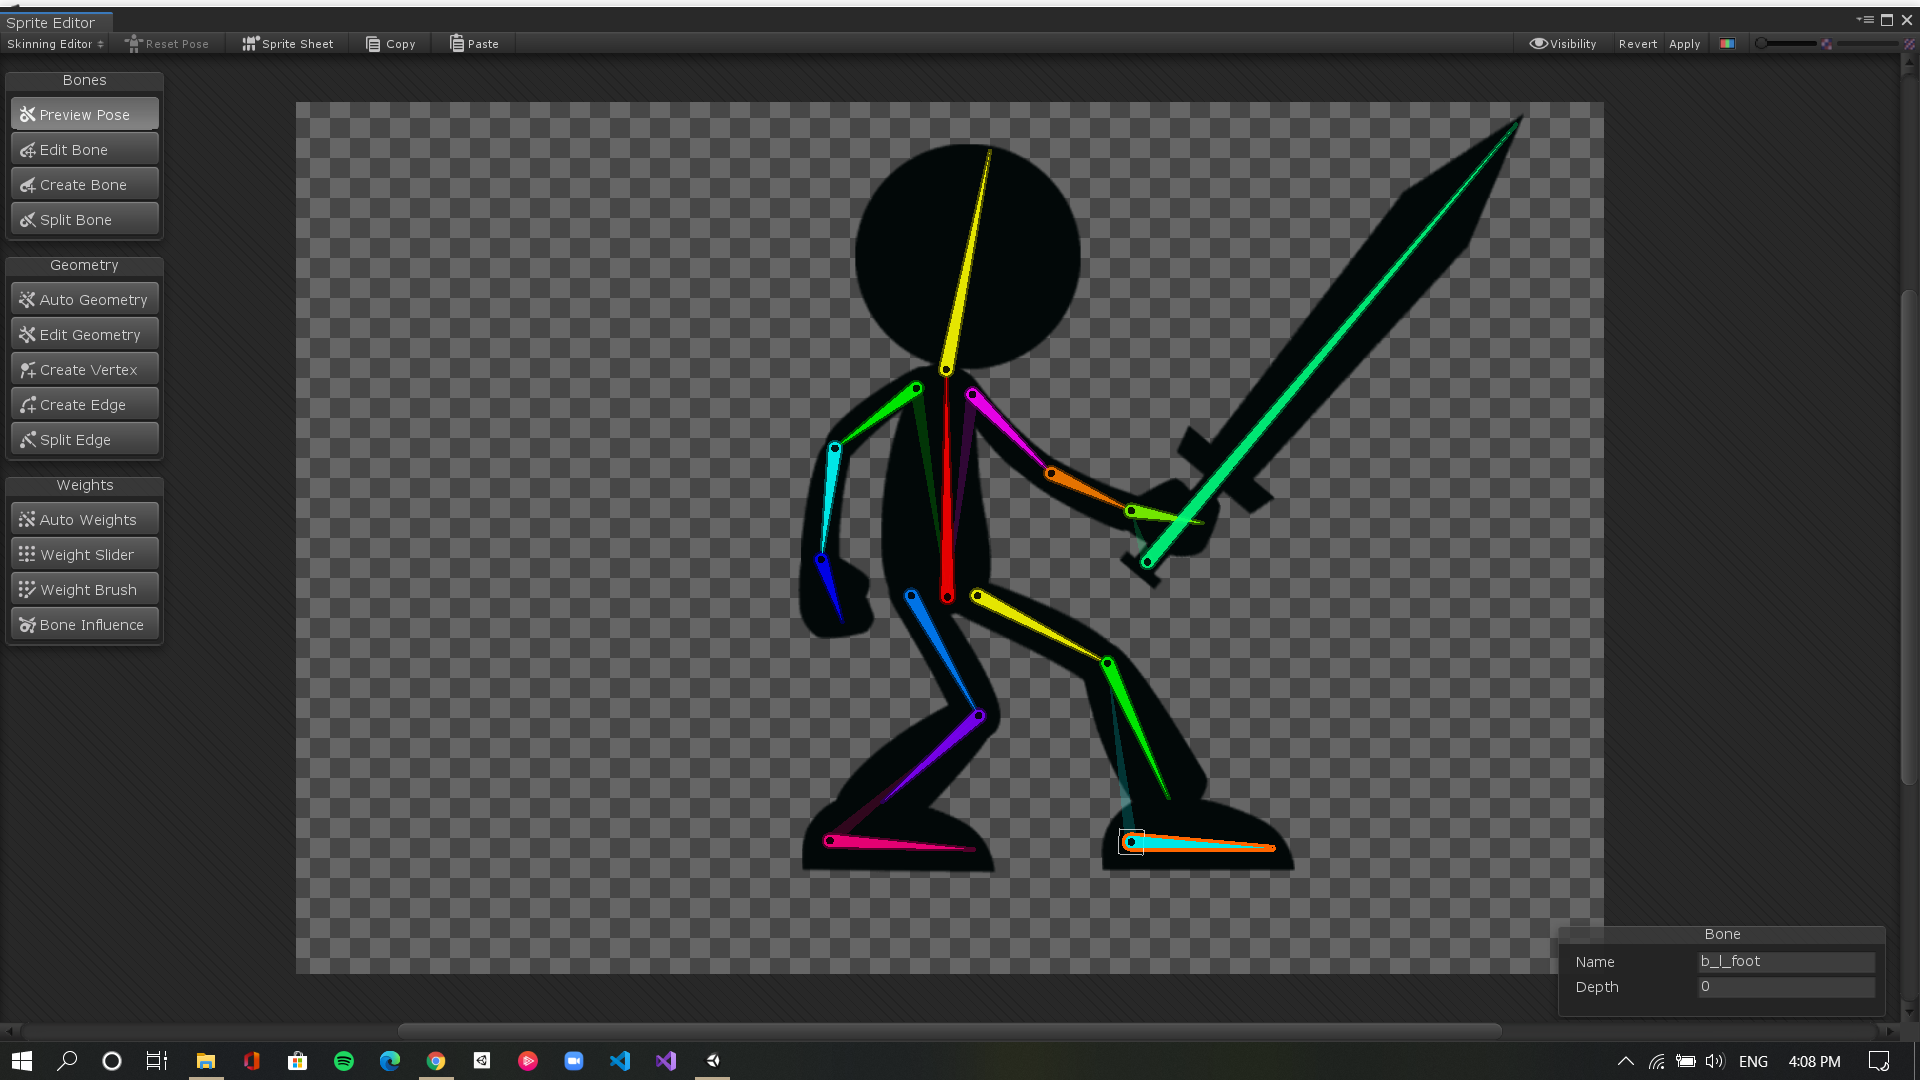 Sprite Editor
Skinning Editor Reset Pose Sprite Sheet Copy Paste Visibility Revert Apply
Bones
Preview Pose
Edit Bone
Create Bone
Split Bone
Geometry
Auto Geometry
Edit Geometry
Create Vertex
Create Edge
Split Edge
Weights
Auto Weights
Weight Slider
Weight Brush
Bone Influence
Bone
Name b_l_foot
Depth 0
ENG 4:08 PM